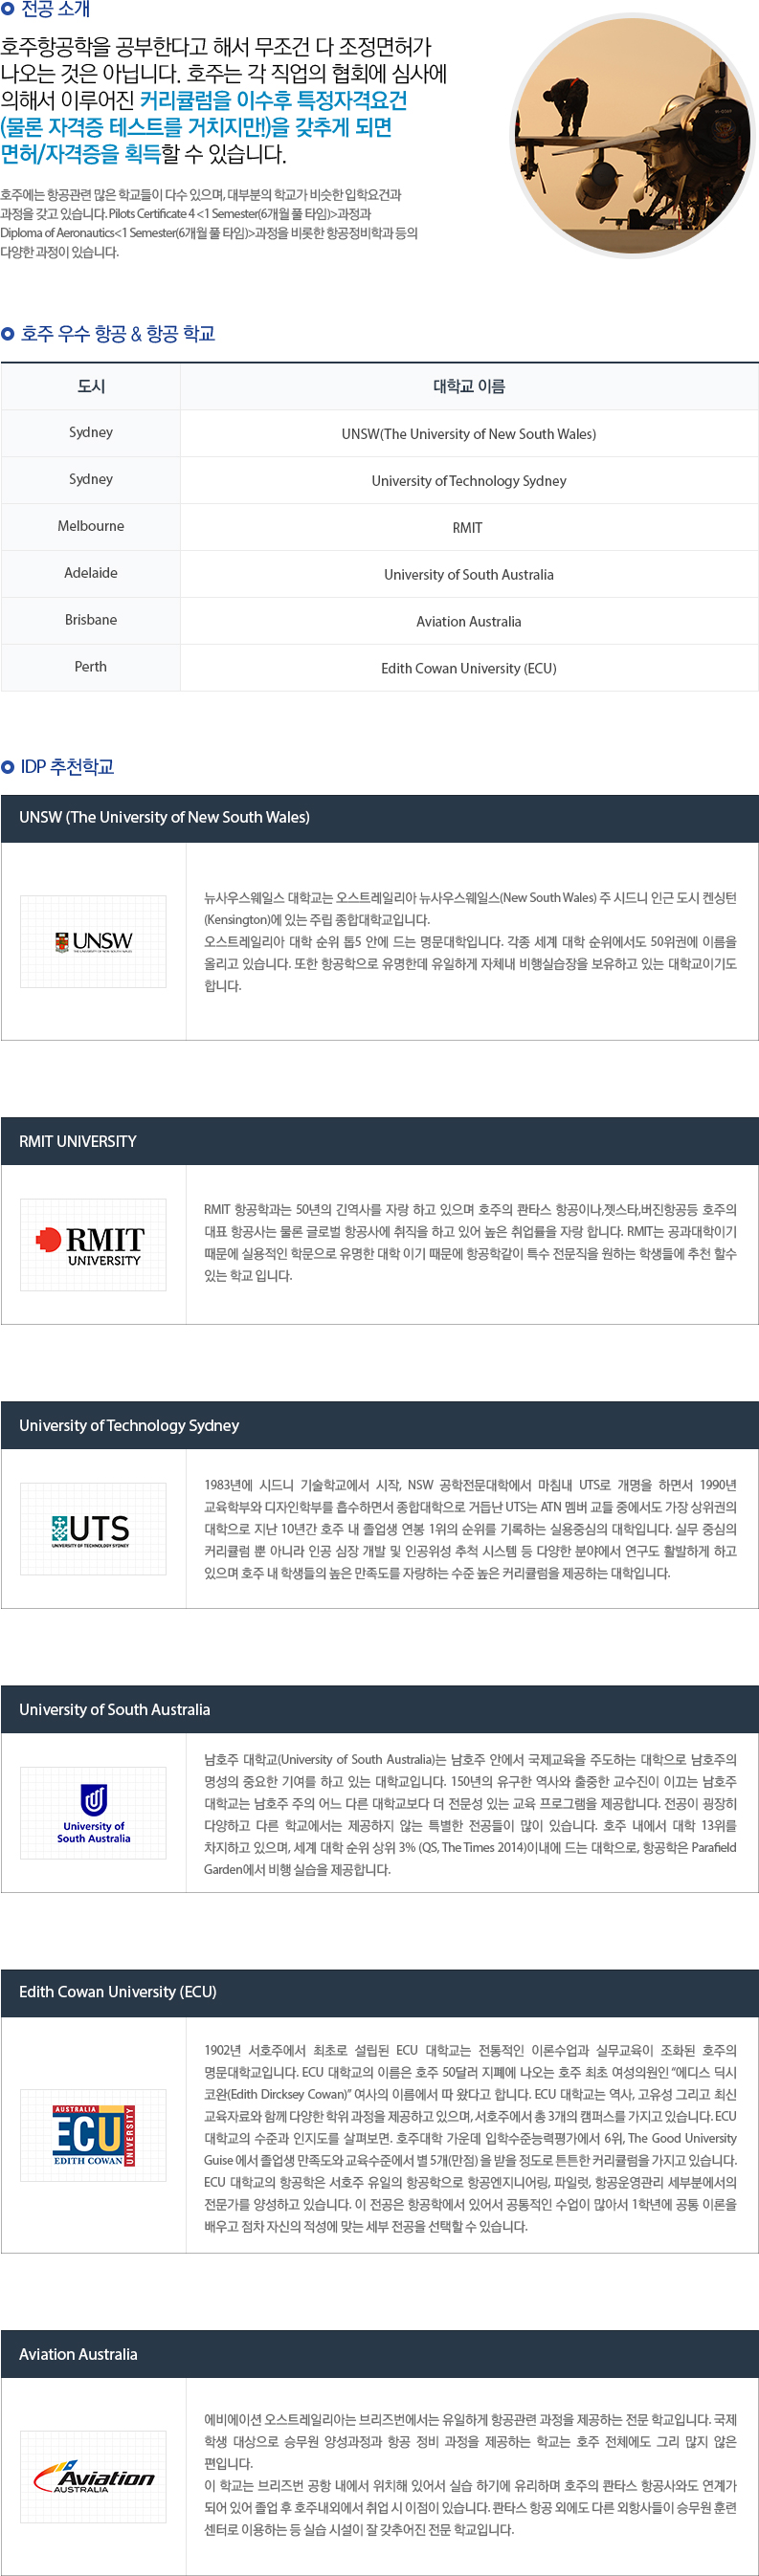 전공 소개
호주항공학을 공부한다고 해서 무조건 다 조정면허가
나오는 것은 아닙니다. 호주는 각 직업의 협회에 심사에
의해서 이루어진 커리큘럼을 이수후 특정자격요건
(물론 자격증 테스트를 거치지만!)을 갖추게 되면
면허/자격증을 획득할 수 있습니다.
호주에는 항공관련 많은 학교들이 다수 있으며, 대부분의 학교가 비슷한 입학요건과
과정을 갖고 있습니다. Pilots Certificate 4 <1 Semester(6개월 풀 타임)>과정과
Diploma of Aeronautics<1 Semester(6개월 풀 타임)>과정을 비롯한 항공정비학과 등의
다양한 과정이 있습니다.
호주 우수 항공 & 항공 학교
도시 대학교 이름
Sydney UNSW(The University of New South Wales)
Sydney University of Technology Sydney
Melbourne RMIT
Adelaide University of South Australia
Brisbane Aviation Australia
Perth Edith Cowan University (ECU)
IDP 추천학교
UNSW (The University of New South Wales)
UNSW
THE UNIVERSITY OF NEW SOUTH WALES
뉴사우스웨일스 대학교는 오스트레일리아 뉴사우스웨일스(New South Wales) 주 시드니 인근 도시 켄싱턴
(Kensington)에 있는 주립 종합대학교입니다.
오스트레일리아 대학 순위 톱5 안에 드는 명문대학입니다. 각종 세계 대학 순위에서도 50위권에 이름을
올리고 있습니다. 또한 항공학으로 유명한데 유일하게 자체내 비행실습장을 보유하고 있는 대학교이기도
합니다.
RMIT UNIVERSITY
RMIT
UNIVERSITY
RMIT 항공학과는 50년의 긴역사를 자랑 하고 있으며 호주의 콴타스 항공이나,젯스타,버진항공등 호주의
대표 항공사는 물론 글로벌 항공사에 취직을 하고 있어 높은 취업률을 자랑 합니다. RMIT는 공과대학이기
때문에 실용적인 학문으로 유명한 대학 이기 때문에 항공학같이 특수 전문직을 원하는 학생들에 추천 할수
있는 학교 입니다.
University of Technology Sydney
UTS
UNIVERSITY OF TECHNOLOGY SYDNEY
1983년에 시드니 기술학교에서 시작, NSW 공학전문대학에서 마침내 UTS로 개명을 하면서 1990년
교육학부와 디자인학부를 흡수하면서 종합대학으로 거듭난 UTS는 ATN 멤버 교들 중에서도 가장 상위권의
대학으로 지난 10년간 호주 내 졸업생 연봉 1위의 순위를 기록하는 실용중심의 대학입니다. 실무 중심의
커리큘럼 뿐 아니라 인공 심장 개발 및 인공위성 추적 시스템 등 다양한 분야에서 연구도 활발하게 하고
있으며 호주 내 학생들의 높은 만족도를 자랑하는 수준 높은 커리큘럼을 제공하는 대학입니다.
University of South Australia
University of
South Australia
남호주 대학교(University of South Australia)는 남호주 안에서 국제교육을 주도하는 대학으로 남호주의
명성의 중요한 기여를 하고 있는 대학교입니다. 150년의 유구한 역사와 출중한 교수진이 이끄는 남호주
대학교는 남호주 주의 어느 다른 대학교보다 더 전문성 있는 교육 프로그램을 제공합니다. 전공이 굉장히
다양하고 다른 학교에서는 제공하지 않는 특별한 전공들이 많이 있습니다. 호주 내에서 대학 13위를
차지하고 있으며, 세계 대학 순위 상위 3% (QS, The Times 2014)이내에 드는 대학으로, 항공학은 Parafield
Garden에서 비행 실습을 제공합니다.
Edith Cowan University (ECU)
AUSTRALIA
ECU
EDITH COWAN
UNIVERSITY
1902년 서호주에서 최초로 설립된 ECU 대학교는 전통적인 이론수업과 실무교육이 조화된 호주의
명문대학교입니다. ECU 대학교의 이름은 호주 50달러 지폐에 나오는 호주 최초 여성의원인 “에디스 딕시
코완(Edith Dircksey Cowan)” 여사의 이름에서 따 왔다고 합니다. ECU 대학교는 역사, 고유성 그리고 최신
교육자료와 함께 다양한 학위 과정을 제공하고 있으며, 서호주에서 총 3개의 캠퍼스를 가지고 있습니다. ECU
대학교의 수준과 인지도를 살펴보면. 호주대학 가운데 입학수준능력평가에서 6위, The Good University
Guise 에서 졸업생 만족도와 교육수준에서 별 5개(만점) 을 받을 정도로 튼튼한 커리큘럼을 가지고 있습니다.
ECU 대학교의 항공학은 서호주 유일의 항공학으로 항공엔지니어링, 파일럿, 항공운영관리 세부분에서의
전문가를 양성하고 있습니다. 이 전공은 항공학에서 있어서 공통적인 수업이 많아서 1학년에 공통 이론을
배우고 점차 자신의 적성에 맞는 세부 전공을 선택할 수 있습니다.
Aviation Australia
Aviation
AUSTRALIA
에비에이션 오스트레일리아는 브리즈번에서는 유일하게 항공관련 과정을 제공하는 전문 학교입니다. 국제
학생 대상으로 승무원 양성과정과 항공 정비 과정을 제공하는 학교는 호주 전체에도 그리 많지 않은
편입니다.
이 학교는 브리즈번 공항 내에서 위치해 있어서 실습 하기에 유리하며 호주의 콴타스 항공사와도 연계가
되어 있어 졸업 후 호주내외에서 취업 시 이점이 있습니다. 콴타스 항공 외에도 다른 외항사들이 승무원 훈련
센터로 이용하는 등 실습 시설이 잘 갖추어진 전문 학교입니다.